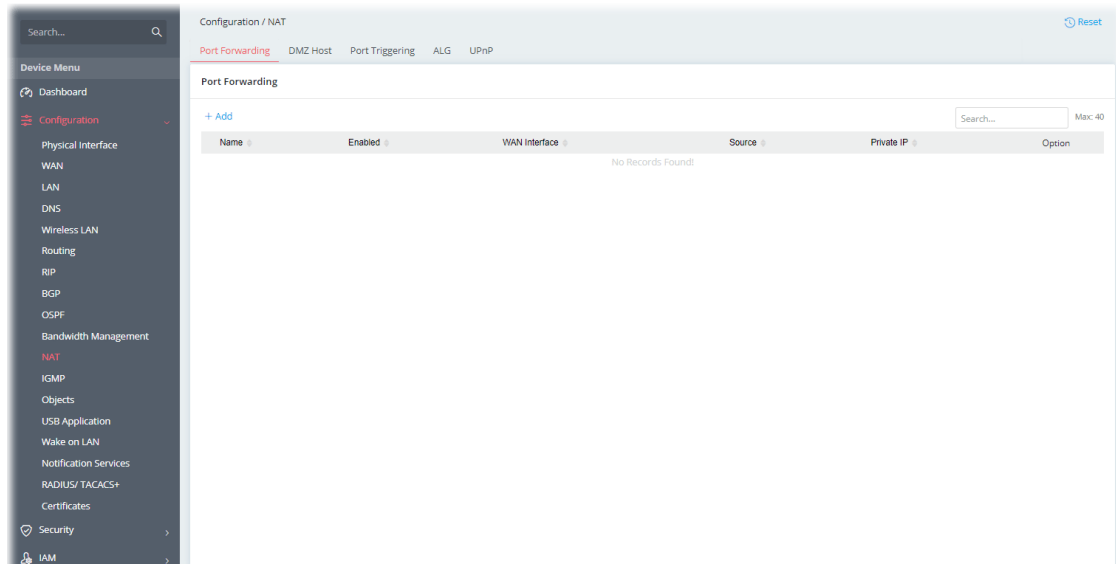 Search...
Device Menu
Dashboard
Configuration
Physical Interface
WAN
LAN
DNS
Wireless LAN
Routing
RIP
BGP
OSPF
Bandwidth Management
NAT
IGMP
Objects
USB Application
Wake on LAN
Notification Services
RADIUS/ TACACS+
Certificates
Security
IAM
Configuration / NAT
Reset
Port Forwarding DMZ Host Port Triggering ALG UPnP
Port Forwarding
+ Add Search... Max: 40
Name Enabled WAN Interface Source Private IP Option
No Records Found!